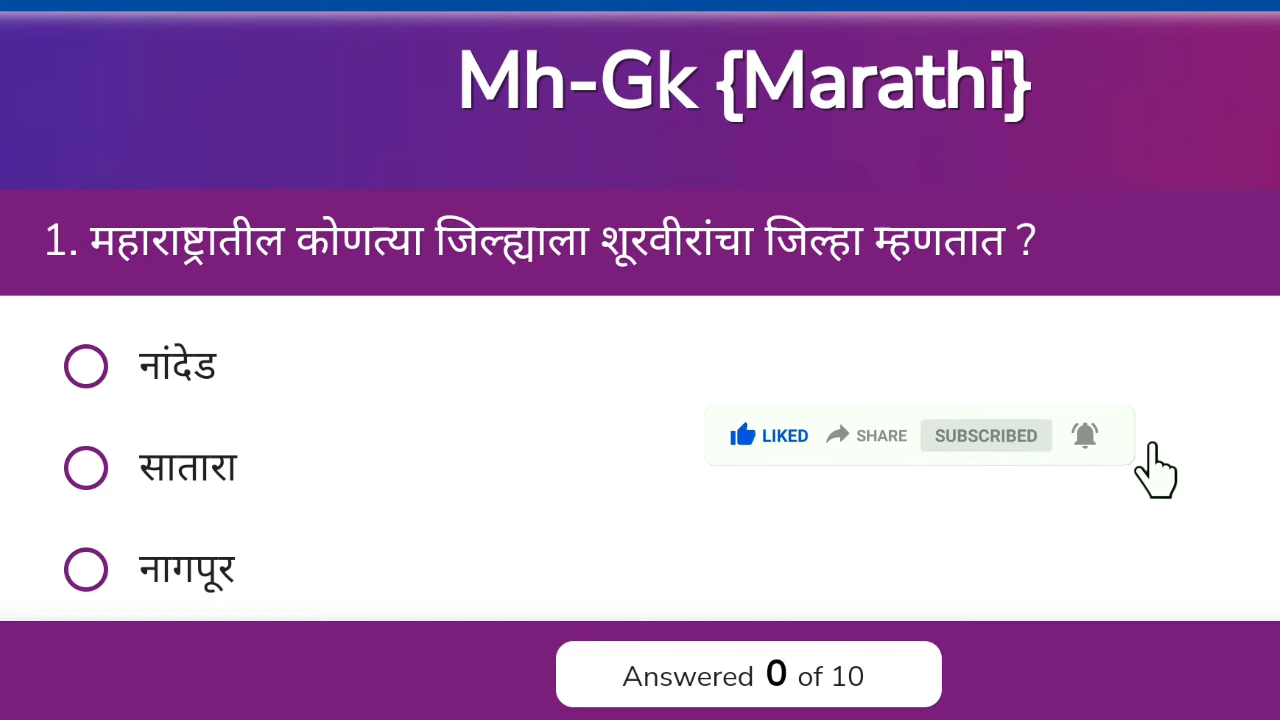 Mh-Gk {Marathi}
1. महाराष्ट्रातील कोणत्या जिल्ह्याला शूरवीरांचा जिल्हा म्हणतात ?
नांदेड
LIKED SHARE SUBSCRIBED
सातारा
नागपूर
Answered 0 of 10